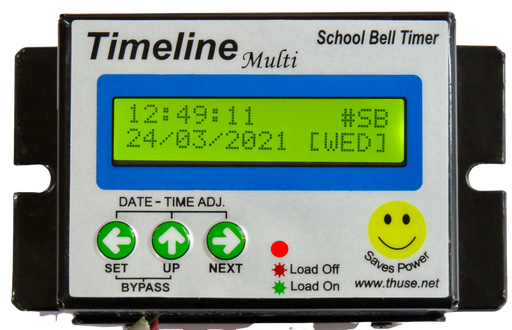 Timeline Multi
School Bell Timer
12:49:11 #SB
24/03/2021 [WED]
DATE - TIME ADJ.
SET UP NEXT
BYPASS
Load Off
Load On
Saves Power
www.thuse.net